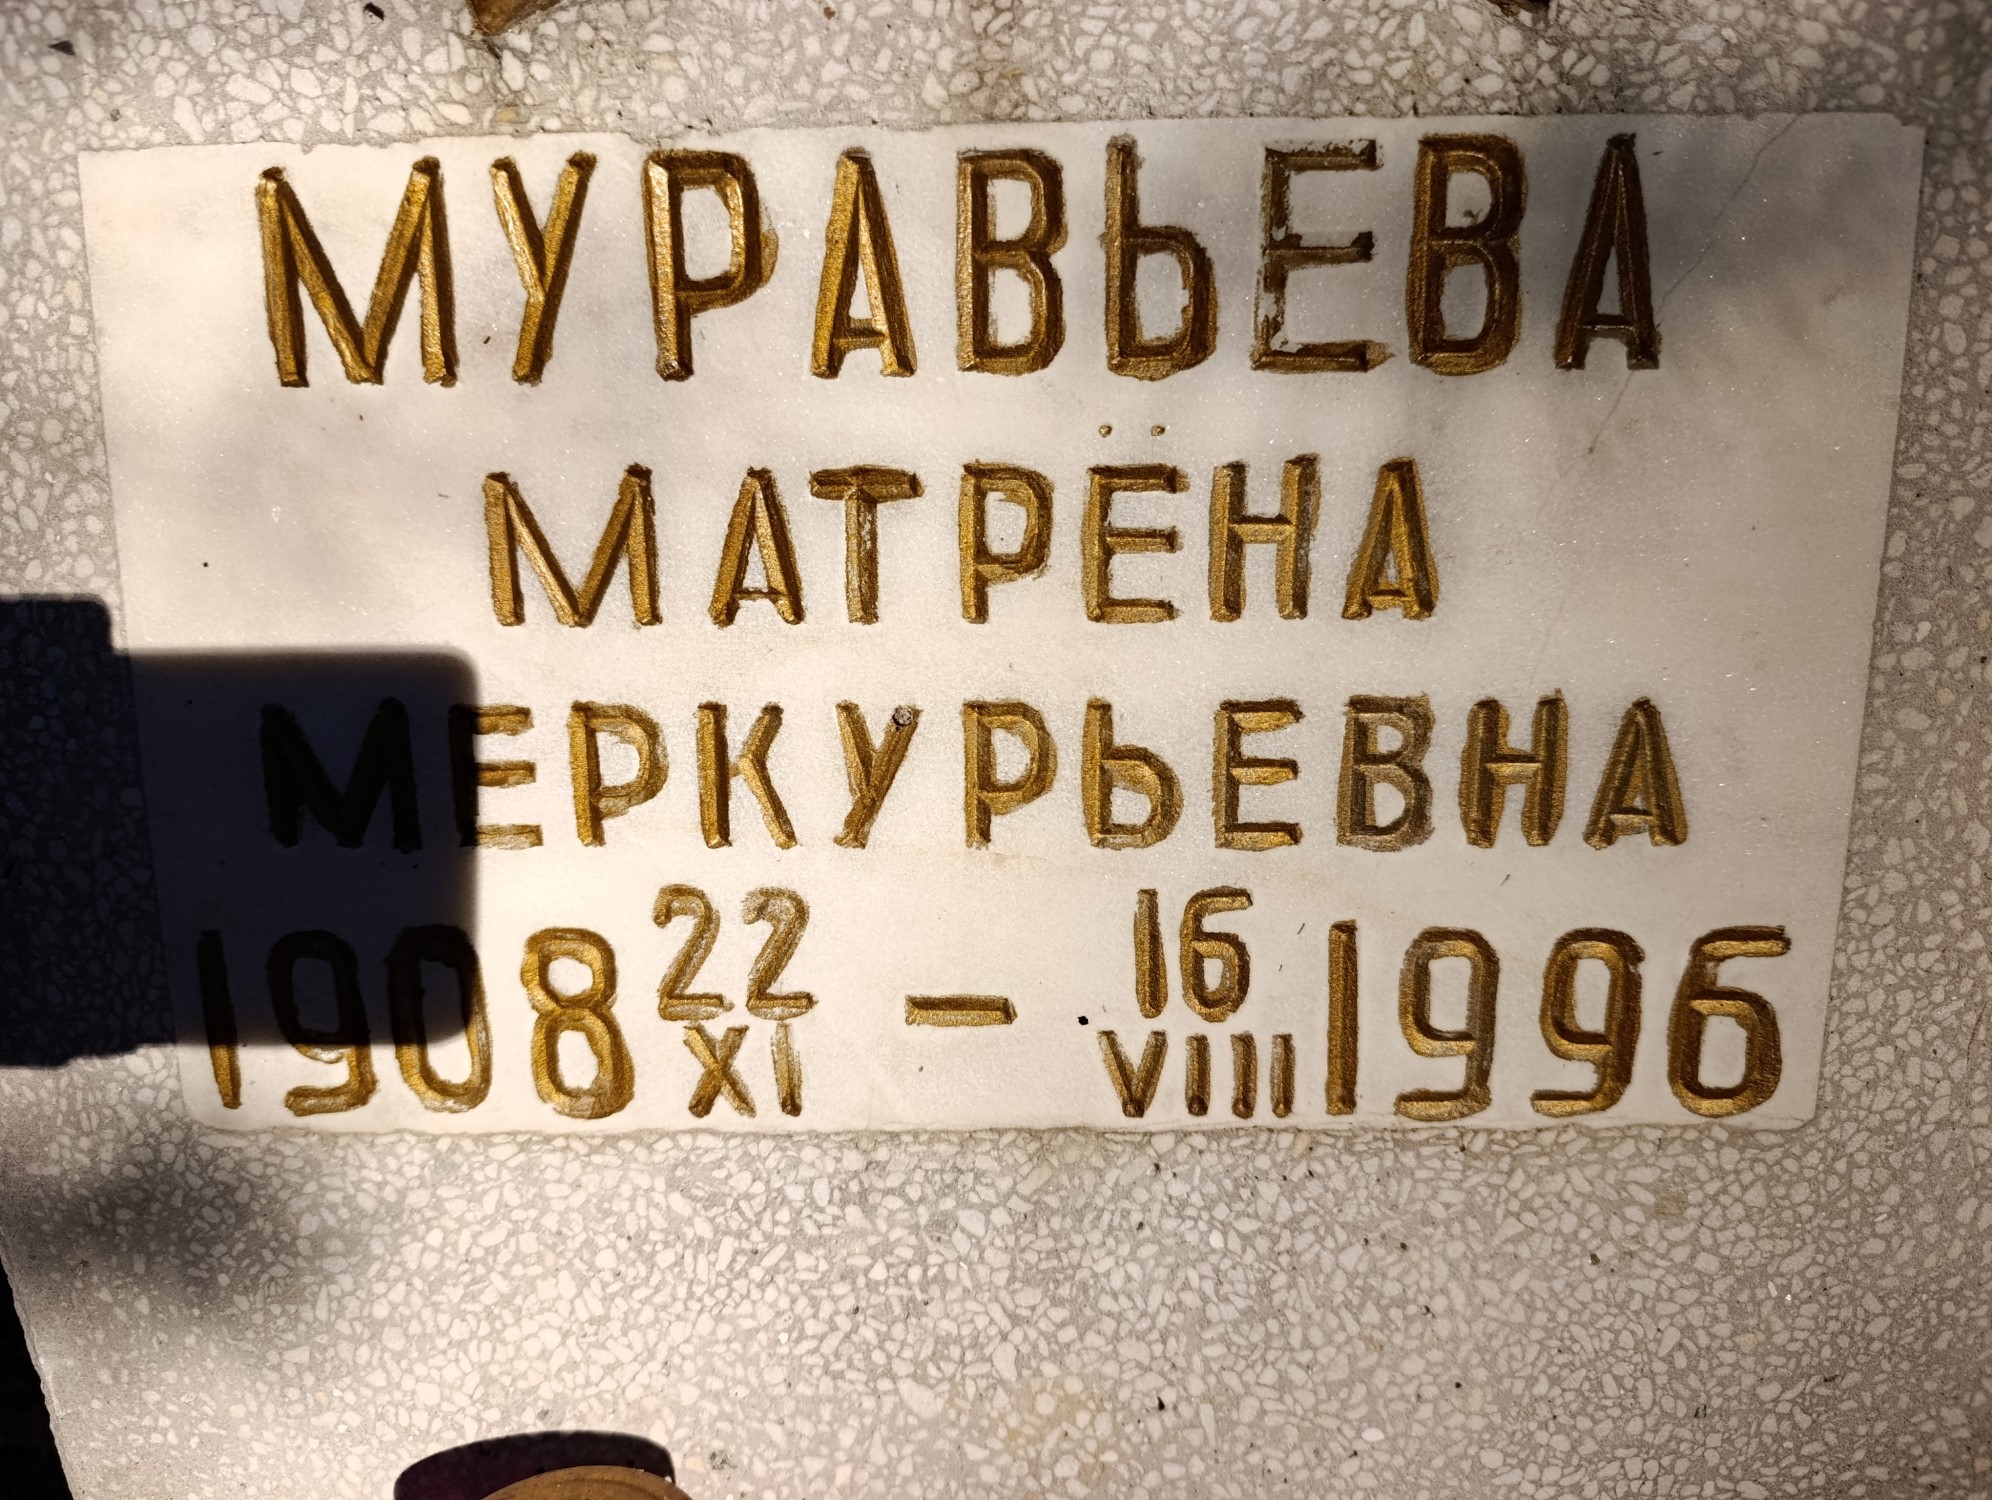 МУРАВЬЕВА
МАТРЁНА
МЕРКУРЬЕВНА
1908 22/XI – 16/VIII 1996